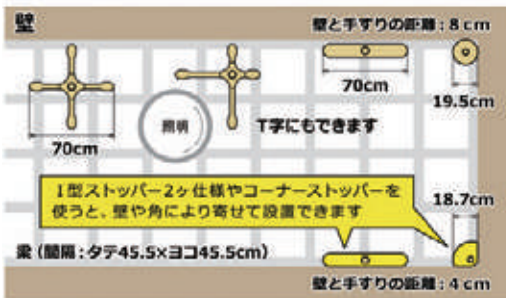 壁
壁と手すりの距離：8cm
70cm
19.5cm
照明
T字にもできます
70cm
I型ストッパー2ヶ仕様やコーナーストッパーを
使うと、壁や角により寄せて設置できます
18.7cm
梁（間隔：タテ45.5×ヨコ45.5cm）
壁と手すりの距離：4cm